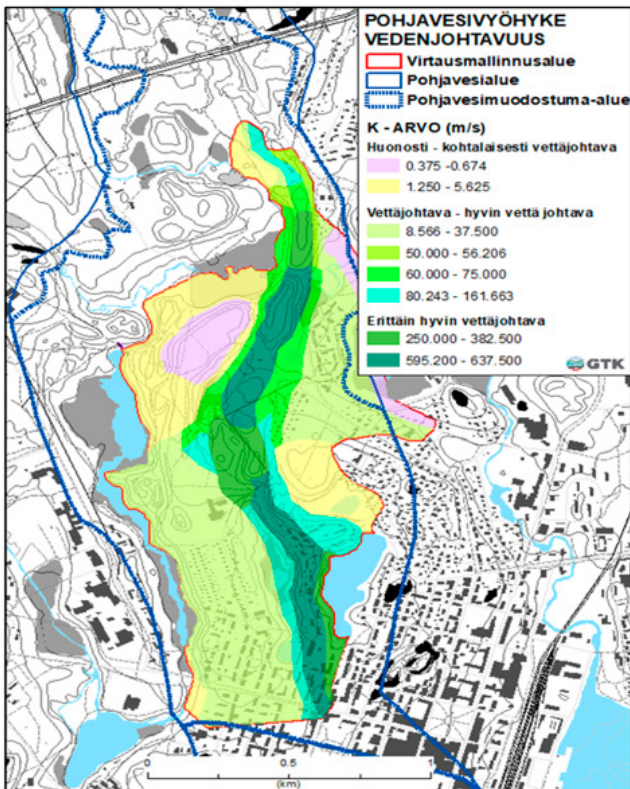 POHJAVESIVYÖHYKE
VEDENJOHTAVUUS
Virtausmallinnusalue
Pohjavesialue
Pohjavesimuodostuma-alue
K - ARVO (m/s)
Huonosti - kohtalaisesti vettäjohtava
0.375 -0.674
1.250 - 5.625
Vettäjohtava - hyvin vettä johtava
8.566 - 37.500
50.000 - 56.206
60.000 - 75.000
80.243 - 161.663
Erittäin hyvin vettäjohtava
250.000 - 382.500
595.200 - 637.500
GTK
0 0.5 1
(km)